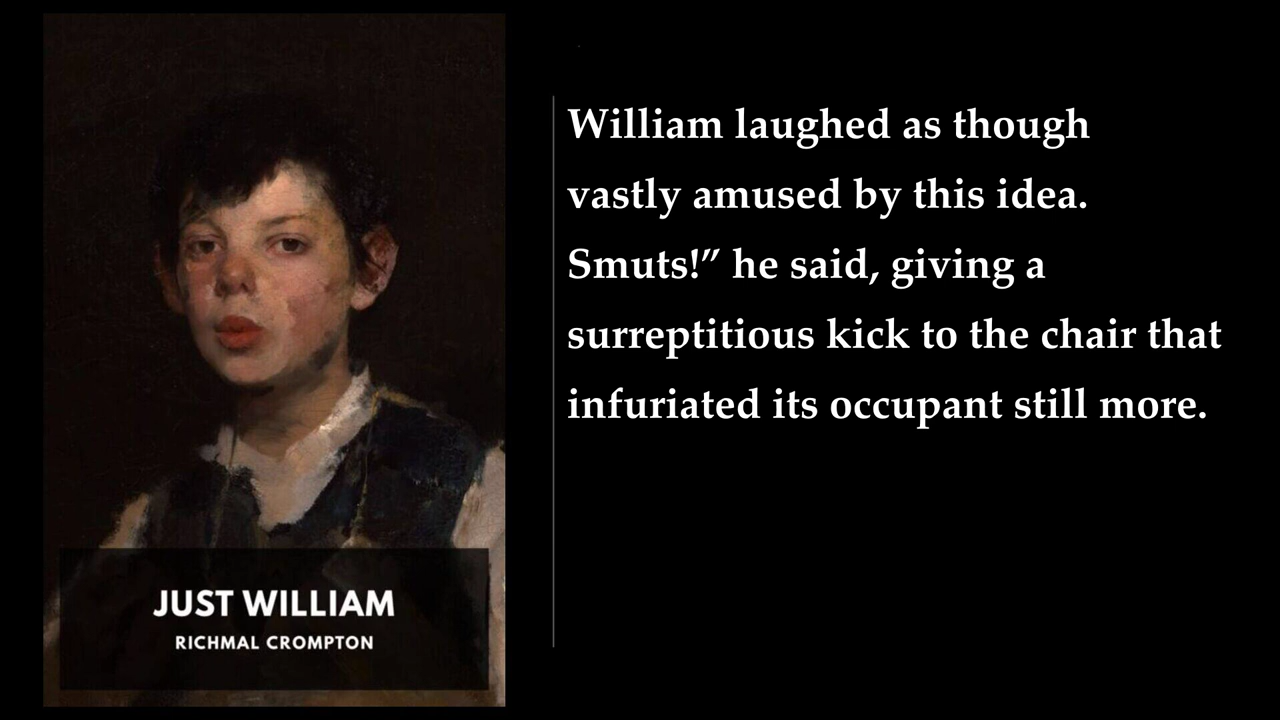 JUST WILLIAM
RICHMAL CROMPTON
William laughed as though
vastly amused by this idea.
Smuts!” he said, giving a
surreptitious kick to the chair that
infuriated its occupant still more.